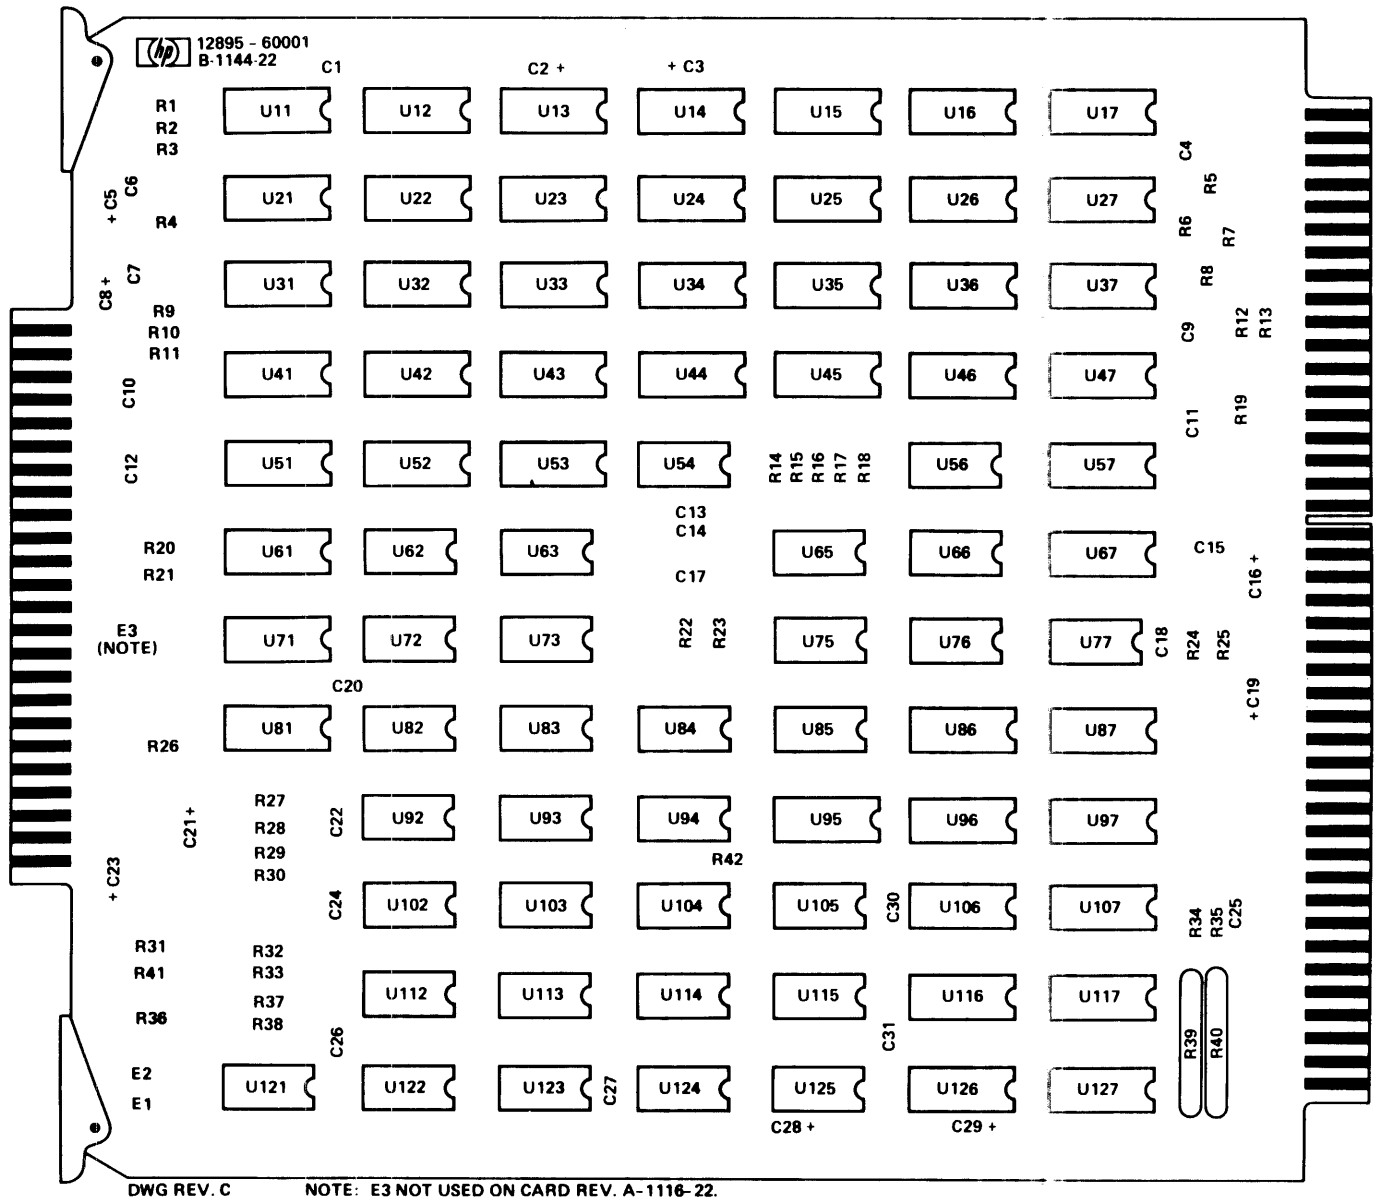 hp 12895 - 60001
B-1144-22
C1 C2 + + C3
R1 U11 U12 U13 U14 U15 U16 U17
R2
R3
C4
+ C5 C6 U21 U22 U23 U24 U25 U26 U27 R5
R4 R6 R7
C8 + C7 U31 U32 U33 U34 U35 U36 U37 R8
R9
R10
R11
C9 R12 R13
C10 U41 U42 U43 U44 U45 U46 U47
C11 R19
C12 U51 U52 U53 U54 R14 R15 R16 R17 R18 U56 U57
C13
C14
R20 U61 U62 U63 U65 U66 U67 C15 C16 +
R21 C17
E3
(NOTE)
U71 U72 U73 R22 R23 U75 U76 U77 C18 R24 R25
C20 + C19
R26 U81 U82 U83 U84 U85 U86 U87
R27
C21 + R28 C22 U92 U93 U94 U95 U96 U97
R29 R42
R30
+ C23
C24 U102 U103 U104 U105 C30 U106 U107 R34 R35 C25
R31 R32
R41 R33
U112 U113 U114 U115 U116 U117
R37
R36 R38
C26 C31 R39 R40
E2
E1
U121 U122 U123 C27 U124 U125 U126 U127
C28 + C29 +
DWG REV. C NOTE: E3 NOT USED ON CARD REV. A-1116-22.